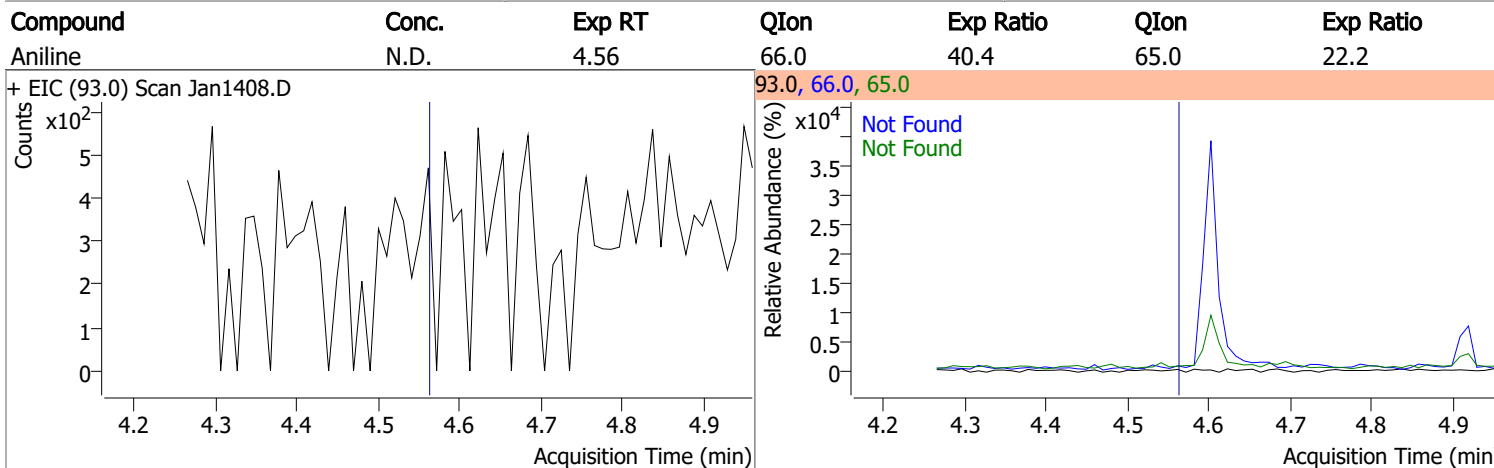 Compound Conc. Exp RT QIon Exp Ratio QIon Exp Ratio
Aniline N.D. 4.56 66.0 40.4 65.0 22.2
+ EIC (93.0) Scan Jan1408.D
Counts
x10²
5
4
3
2
1
0
4.2 4.3 4.4 4.5 4.6 4.7 4.8 4.9
Acquisition Time (min)
93.0, 66.0, 65.0
Relative Abundance (%)
x10⁴
Not Found
Not Found
3.5
3
2.5
2
1.5
1
0.5
0
4.2 4.3 4.4 4.5 4.6 4.7 4.8 4.9
Acquisition Time (min